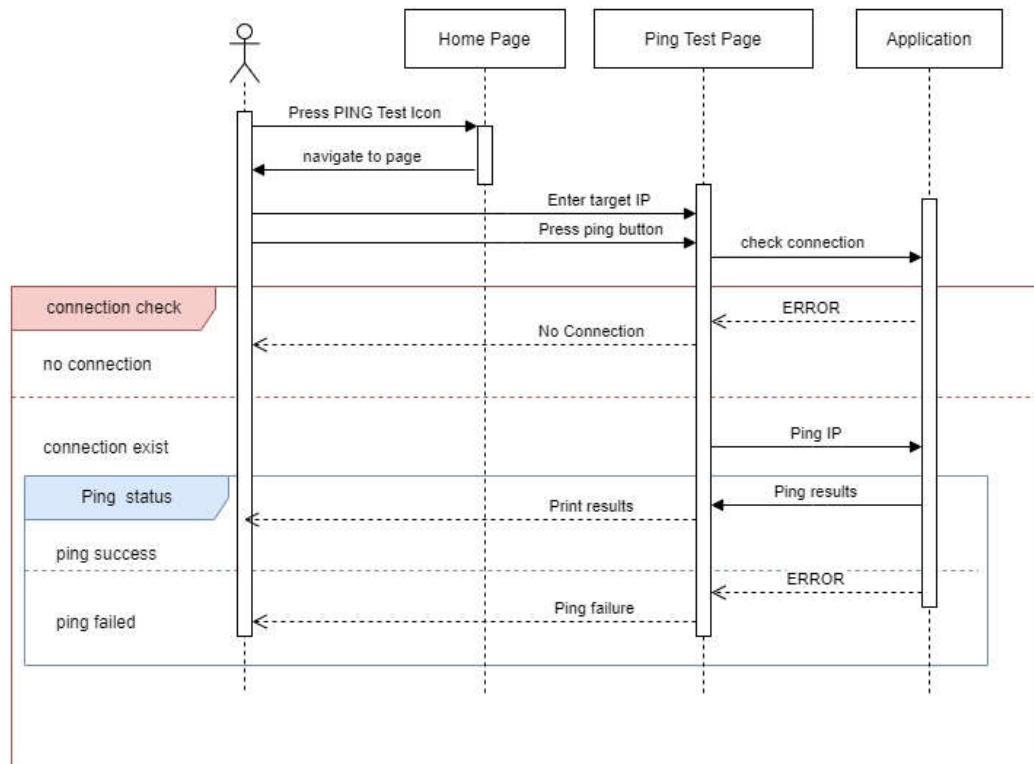 Home Page
Ping Test Page
Application
Press PING Test Icon
navigate to page
Enter target IP
Press ping button
check connection
connection check
ERROR
No Connection
no connection
connection exist
Ping IP
Ping status
Ping results
Print results
ping success
ERROR
Ping failure
ping failed